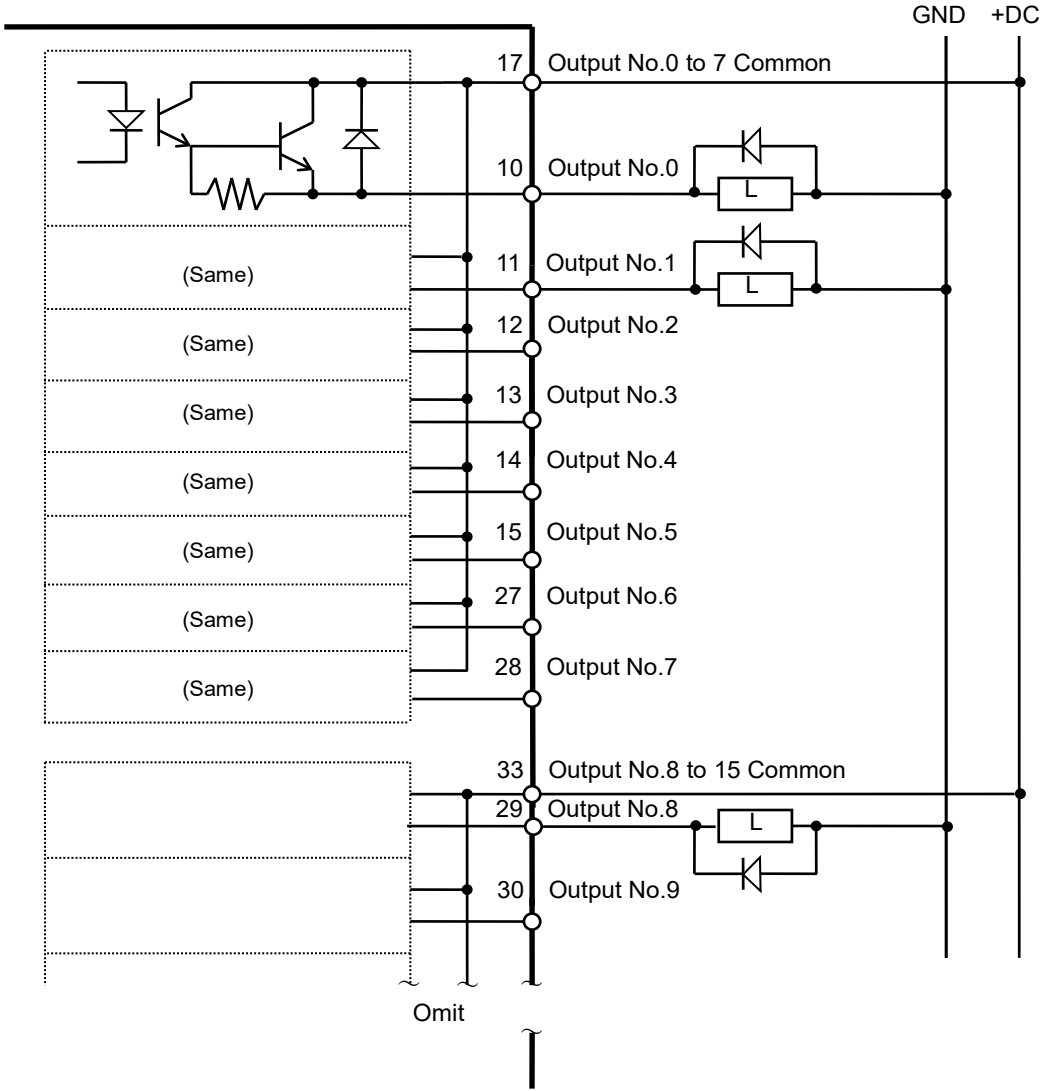 GND +DC
17 Output No.0 to 7 Common
10 Output No.0
L
(Same) 11 Output No.1
L
(Same) 12 Output No.2
(Same) 13 Output No.3
(Same) 14 Output No.4
(Same) 15 Output No.5
(Same) 27 Output No.6
(Same) 28 Output No.7
33 Output No.8 to 15 Common
29 Output No.8
L
30 Output No.9
Omit